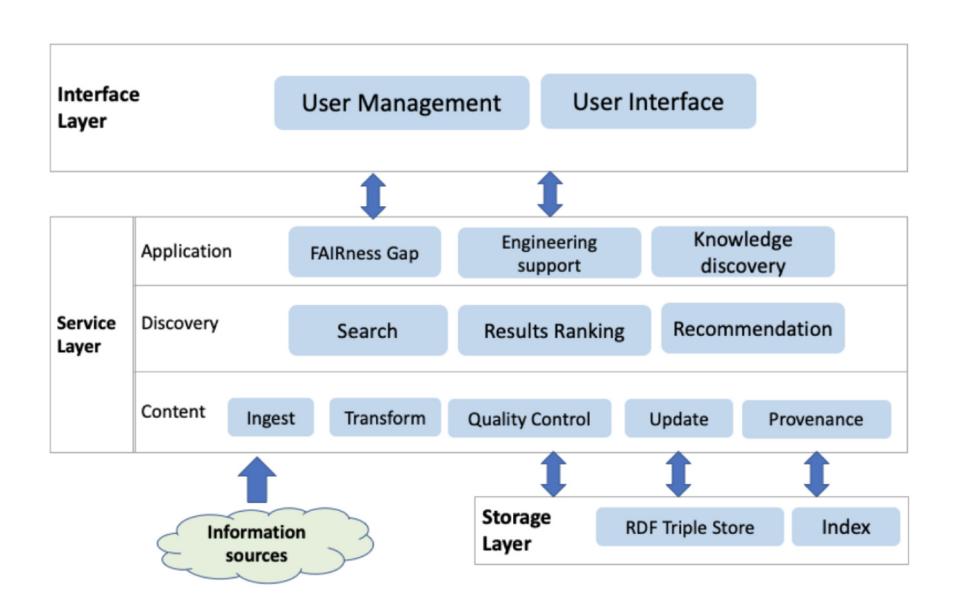 Interface
Layer
User Management
User Interface
Service
Layer
Application
FAIRness Gap
Engineering
support
Knowledge
discovery
Discovery
Search
Results Ranking
Recommendation
Content
Ingest
Transform
Quality Control
Update
Provenance
Information
sources
Storage
Layer
RDF Triple Store
Index